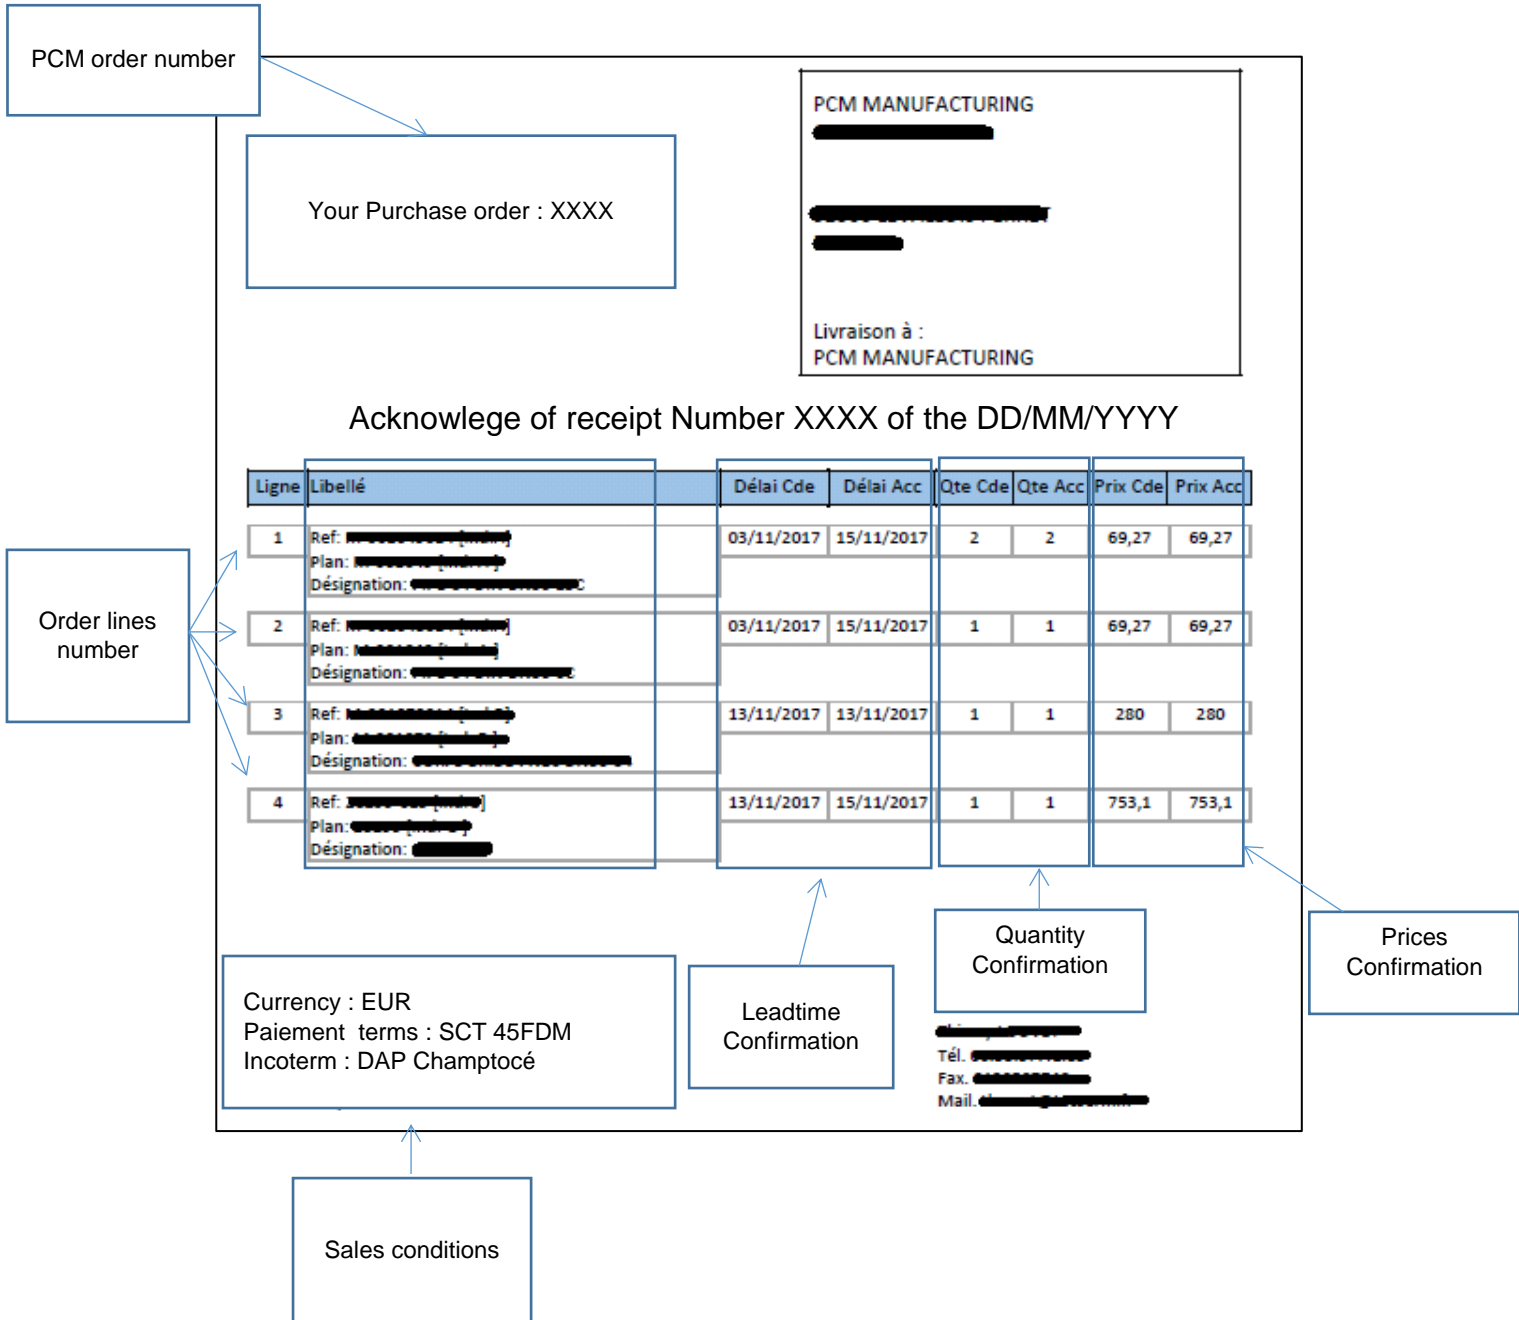 PCM order number
PCM MANUFACTURING
Your Purchase order : XXXX
Livraison à :
PCM MANUFACTURING
Acknowlege of receipt Number XXXX of the DD/MM/YYYY
Ligne Libellé Délai Cde Délai Acc Qte Cde Qte Acc Prix Cde Prix Acc
1 Ref: 03/11/2017 15/11/2017 2 2 69,27 69,27
Plan:
Désignation:
Order lines
number
2 Ref: 03/11/2017 15/11/2017 1 1 69,27 69,27
Plan:
Désignation:
3 Ref: 13/11/2017 13/11/2017 1 1 280 280
Plan:
Désignation:
4 Ref: 13/11/2017 15/11/2017 1 1 753,1 753,1
Plan:
Désignation:
Quantity
Confirmation
Prices
Confirmation
Leadtime
Confirmation
Currency : EUR
Paiement terms : SCT 45FDM
Incoterm : DAP Champtocé
Tél.
Fax.
Mail.
Sales conditions